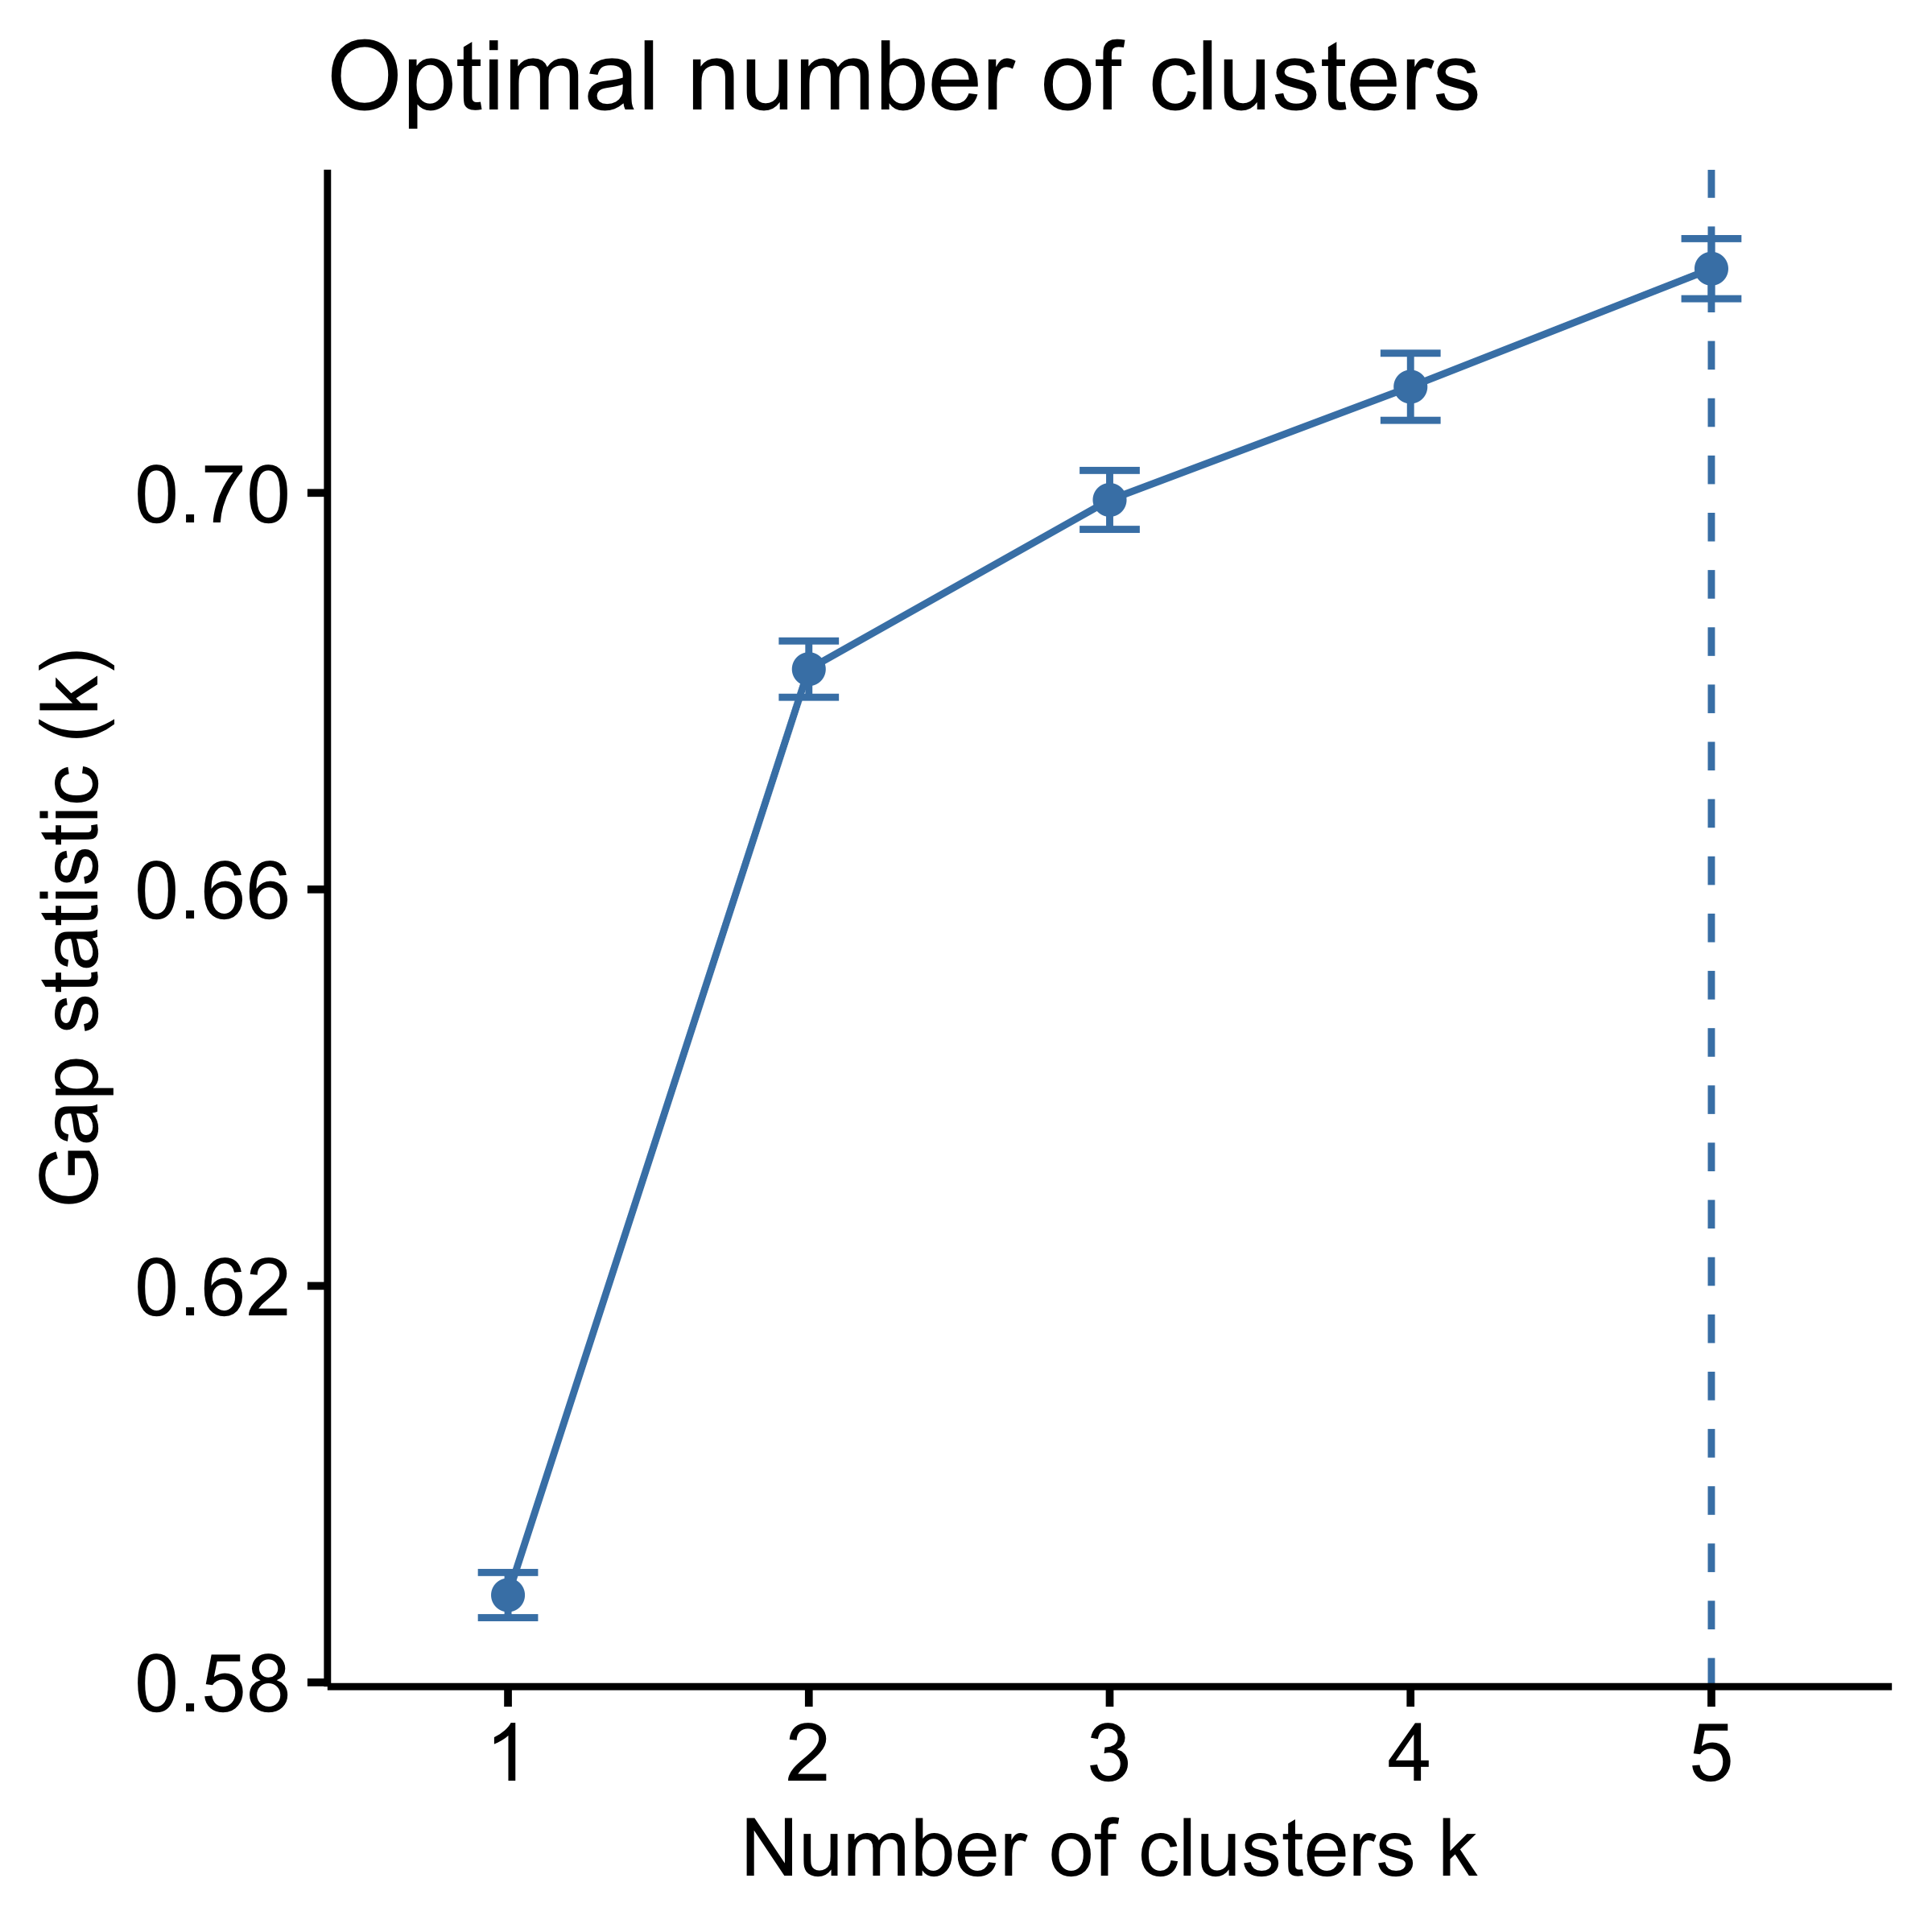 Optimal number of clusters
Gap statistic (k)
0.70
0.66
0.62
0.58
1 2 3 4 5
Number of clusters k